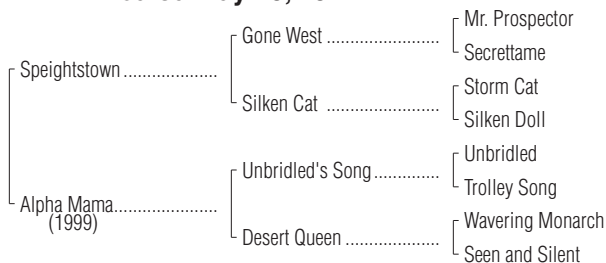 Gone West
Mr. Prospector
Secrettame
Speightstown
Silken Cat
Storm Cat
Silken Doll
Unbridled's Song
Unbridled
Trolley Song
Alpha Mama
(1999)
Desert Queen
Wavering Monarch
Seen and Silent